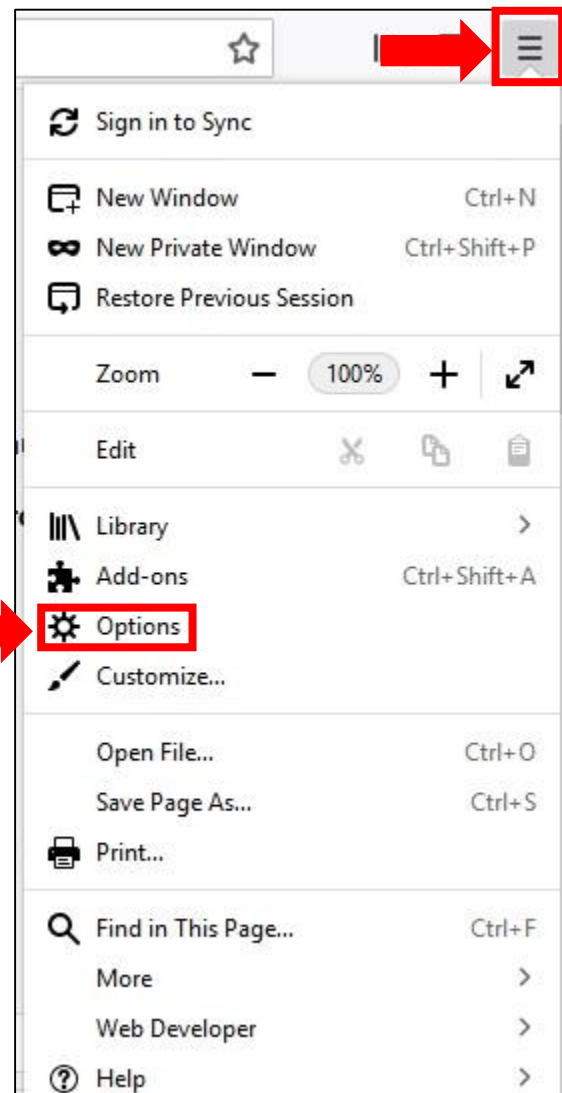 Sign in to Sync
New Window Ctrl+N
New Private Window Ctrl+Shift+P
Restore Previous Session
Zoom − 100% +
Edit
Library >
Add-ons Ctrl+Shift+A
Options
Customize...
Open File... Ctrl+O
Save Page As... Ctrl+S
Print...
Find in This Page... Ctrl+F
More >
Web Developer >
Help >